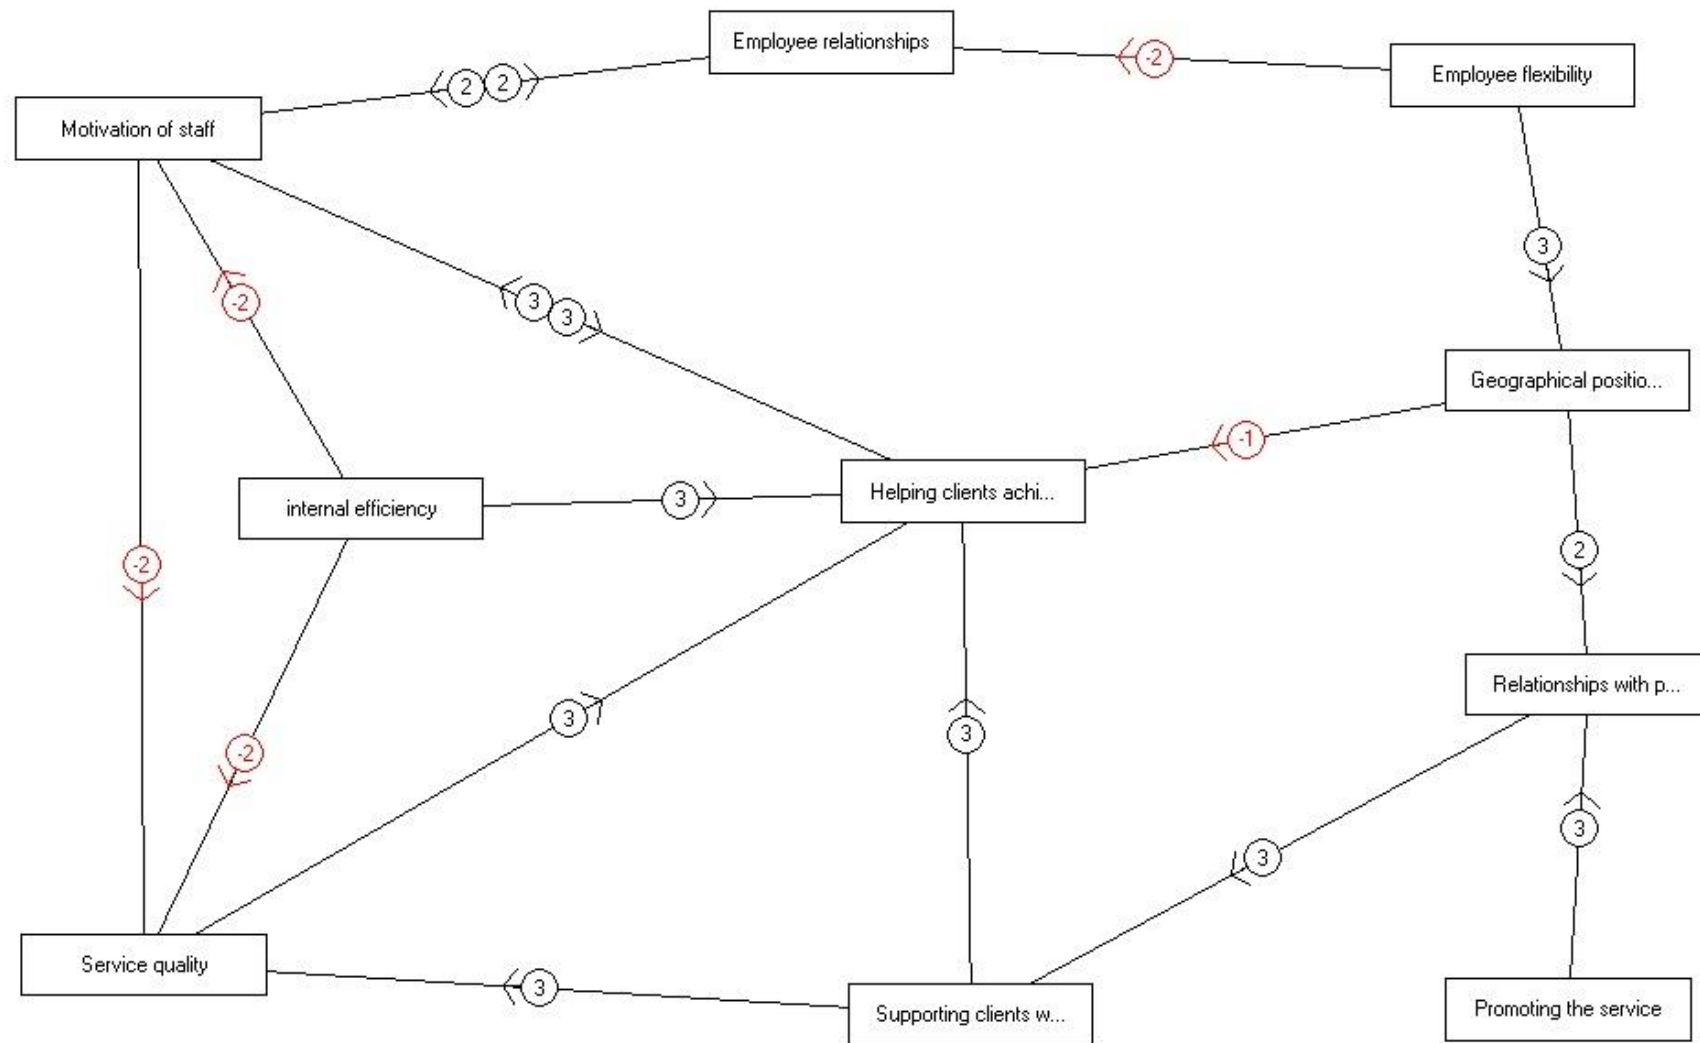 Employee relationships
Employee flexibility
-2
2 2
Motivation of staff
3
-2
3 3
Geographical positio...
-1
Helping clients achi...
internal efficiency
3
-2
2
Relationships with p...
3
3
-2
3
3
Service quality
3
Supporting clients w...
Promoting the service